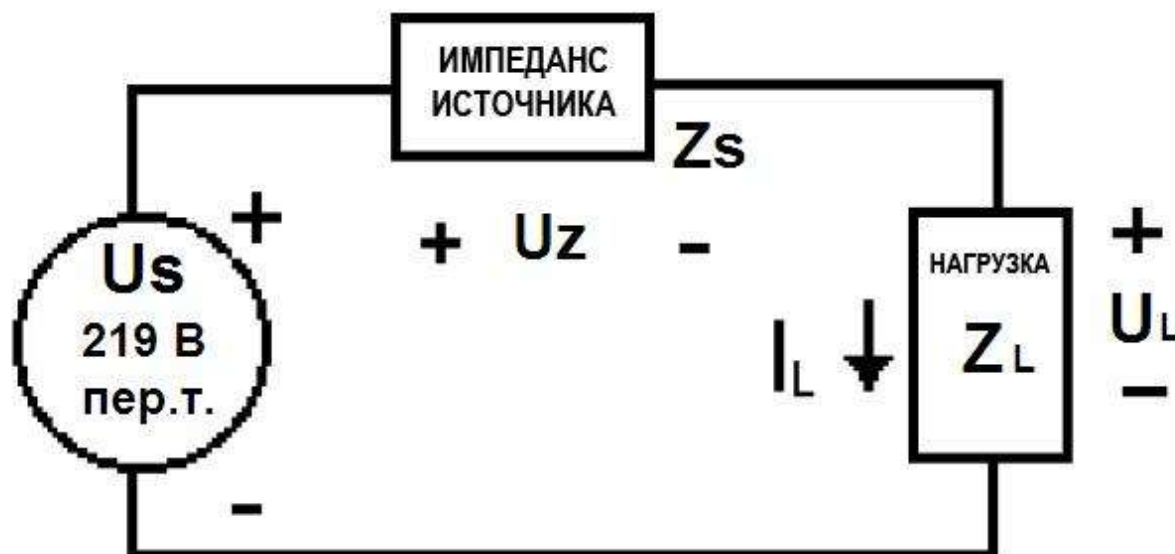 ИМПЕДАНС
ИСТОЧНИКА
Zs
+
+ Uz -
Us
219 В
пер.т.
-
НАГРУЗКА
ZL
IL
+
UL
-